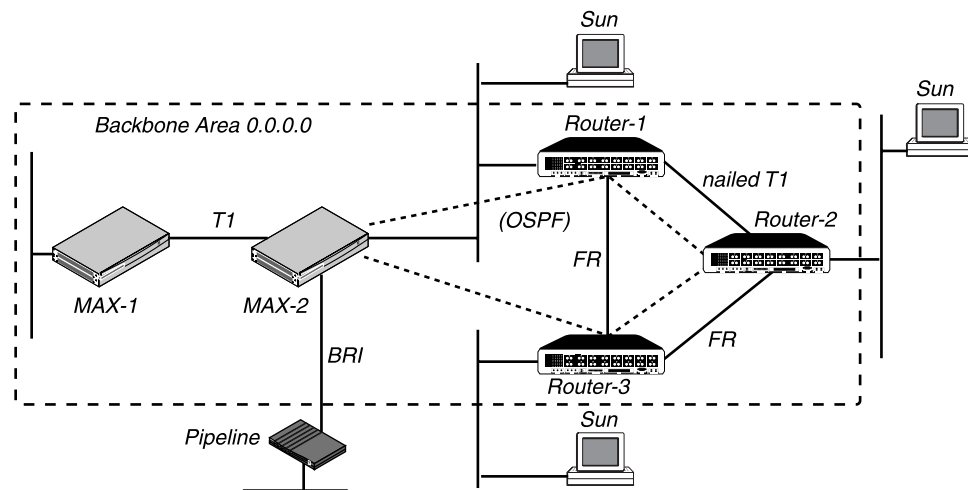 Sun
Sun
Backbone Area 0.0.0.0
Router-1
nailed T1
T1
(OSPF)
Router-2
FR
MAX-1
MAX-2
BRI
FR
Router-3
Pipeline
Sun